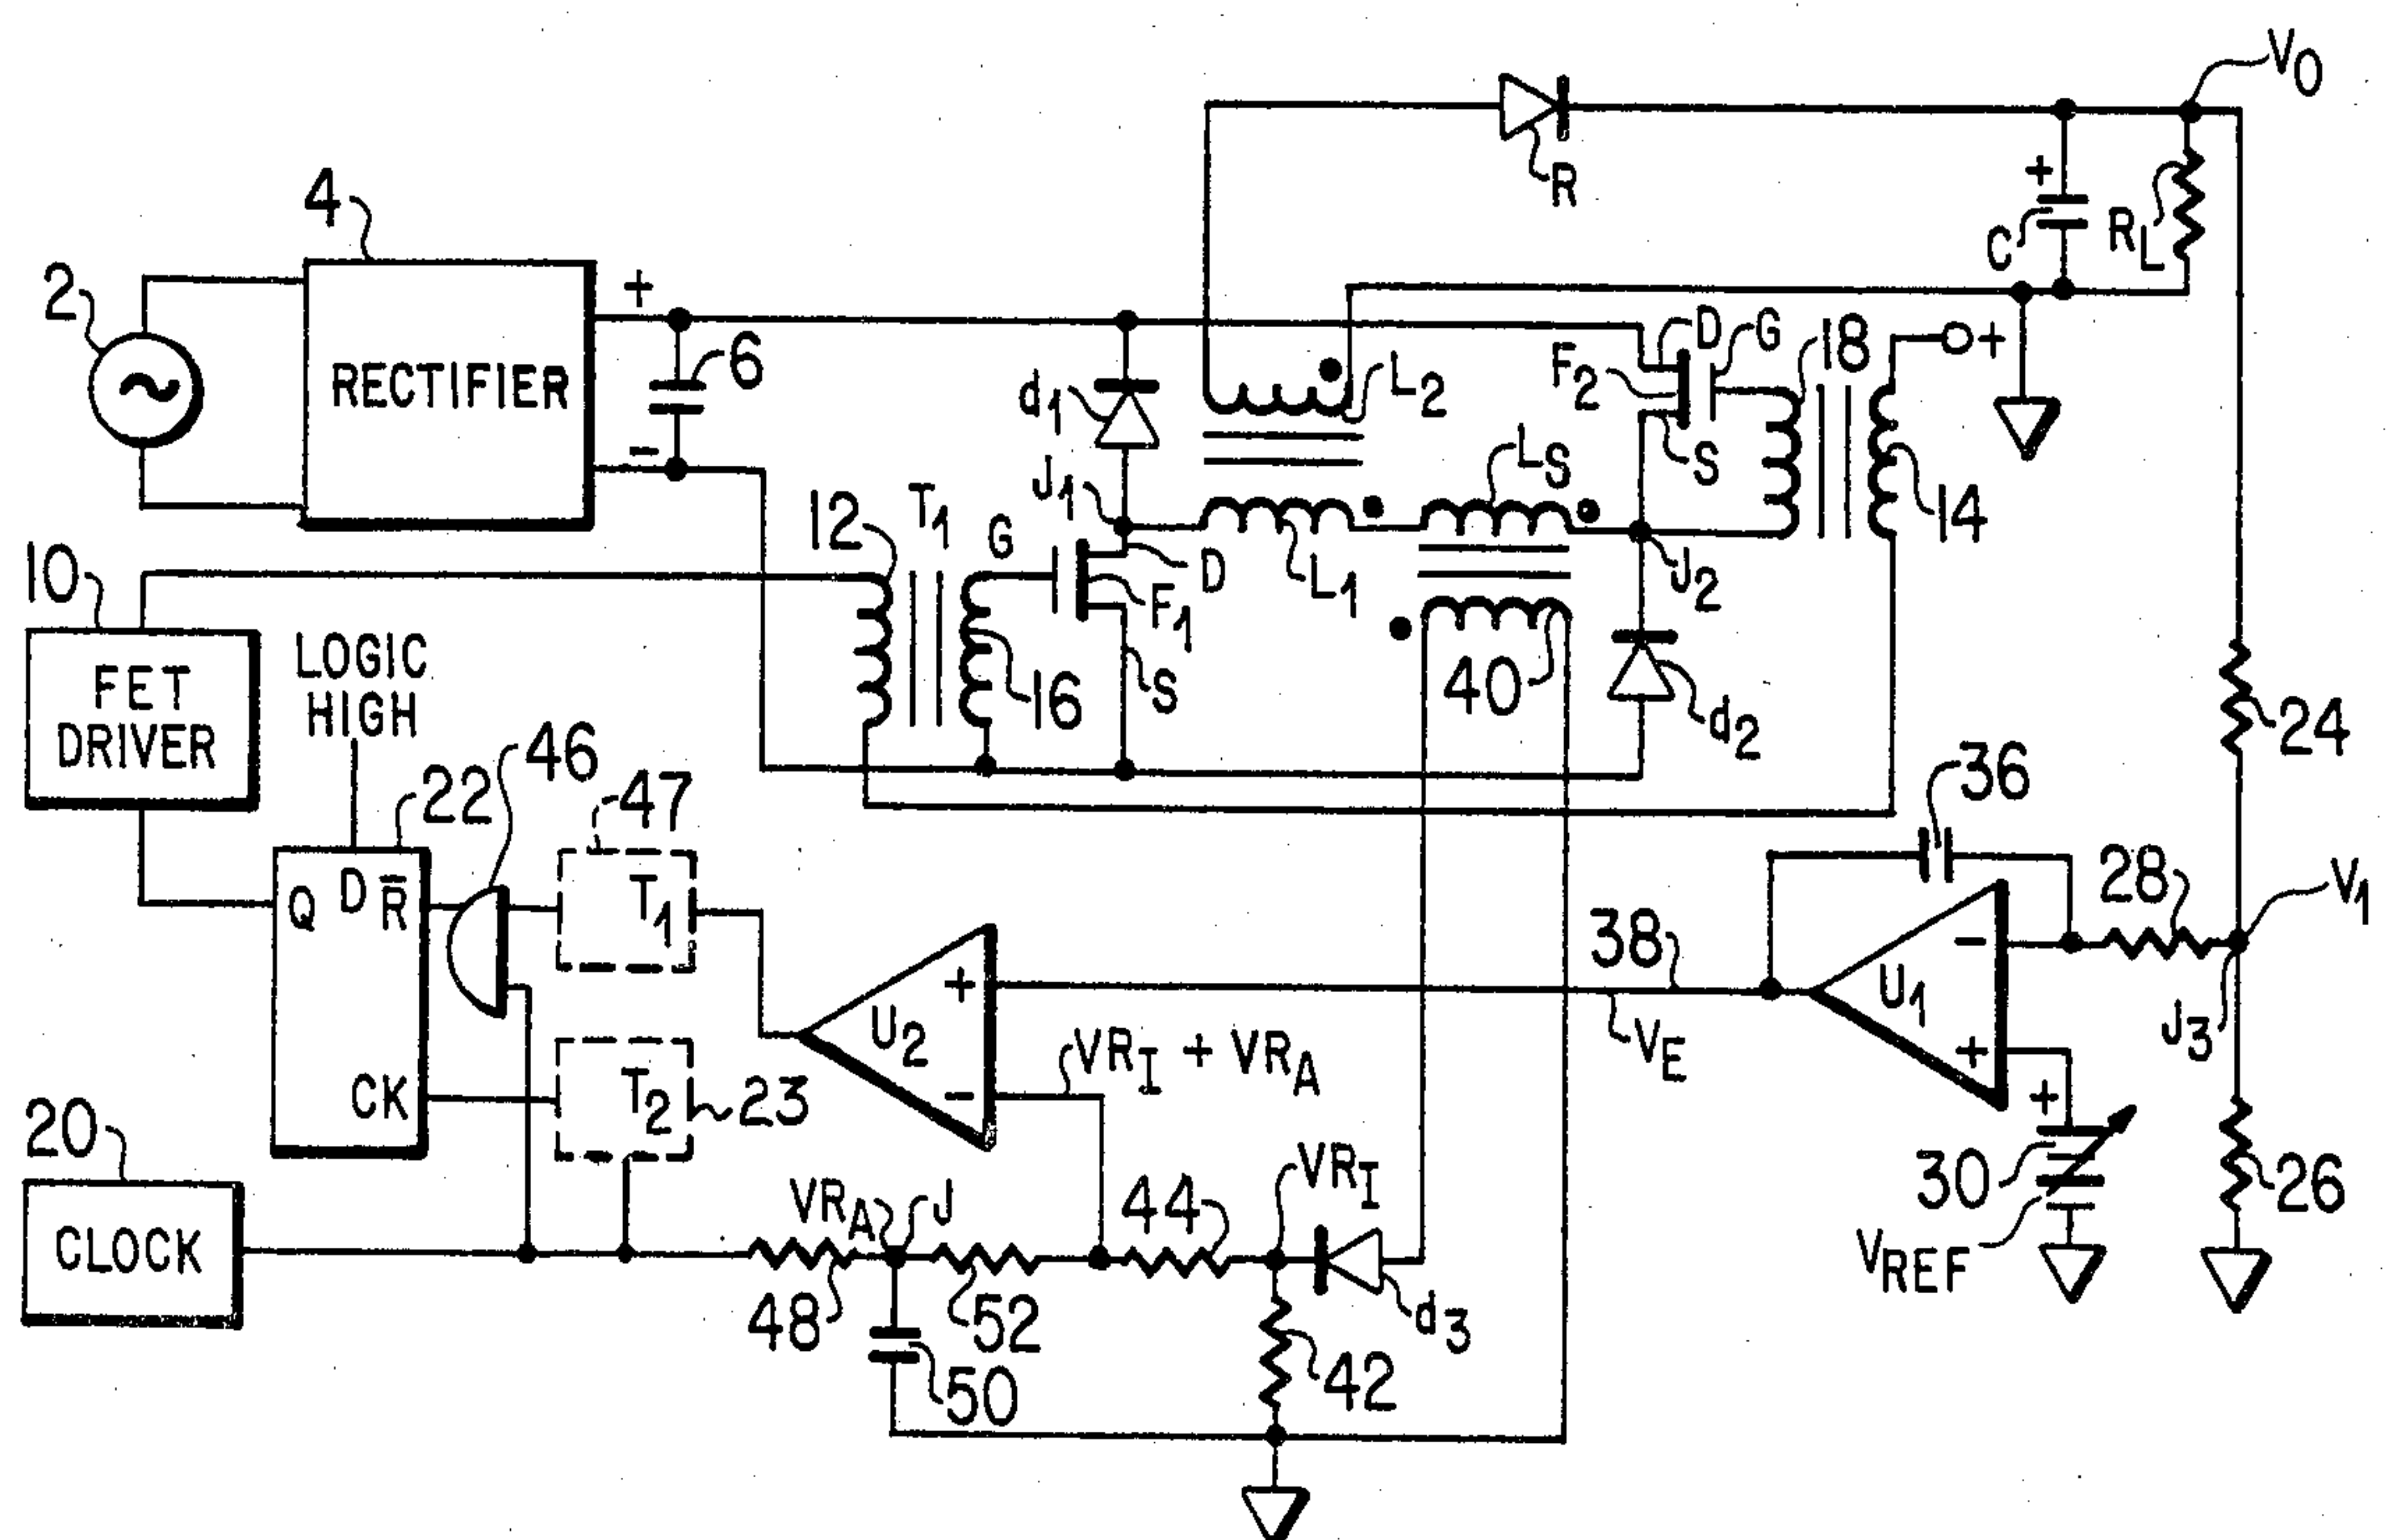 V0
R
+
C
RL
4
2
RECTIFIER
+
6
-
d1
L2
F2
D
G
18
+
S
14
J1
LS
12
T1
G
D
L1
J2
F1
S
16
40
d2
10
FET
DRIVER
LOGIC
HIGH
46
22
47
24
36
28
V1
Q
D
R̅
T1
38
-
U1
+
J3
U2
+
-
VRI + VRA
VE
CK
T2
23
20
CLOCK
VRA
J
44
VRI
+
30
VREF
26
48
52
50
42
d3